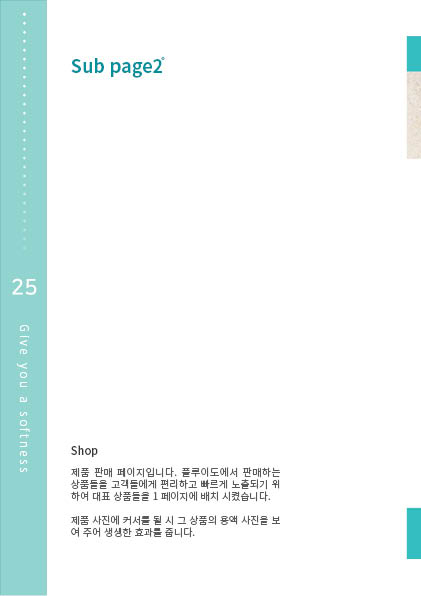 Sub page2°
25
Give you a softness
Shop
제품 판매 페이지입니다. 플루이도에서 판매하는
상품들을 고객들에게 편리하고 빠르게 노출되기 위
하여 대표 상품들을 1 페이지에 배치 시켰습니다.
제품 사진에 커서를 될 시 그 상품의 용액 사진을 보
여 주어 생생한 효과를 줍니다.